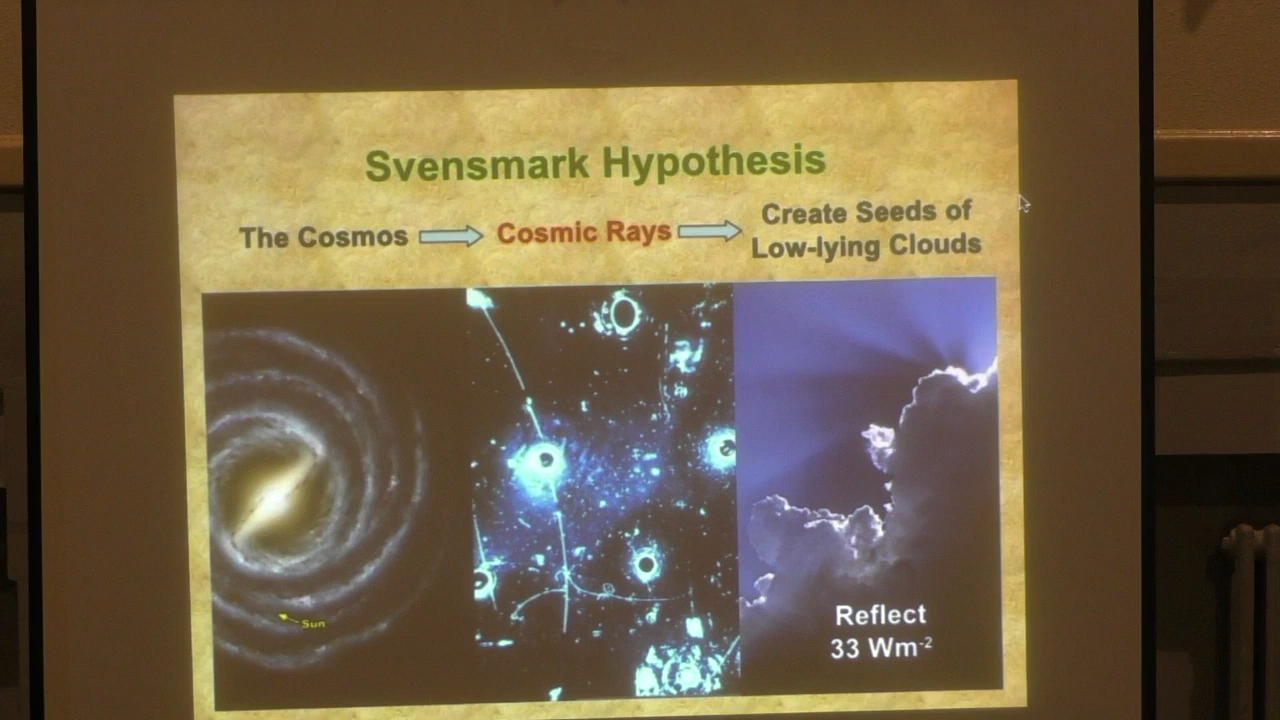 Svensmark Hypothesis
The Cosmos
Cosmic Rays
Create Seeds of
Low-lying Clouds
Sun
Reflect
33 Wm⁻²